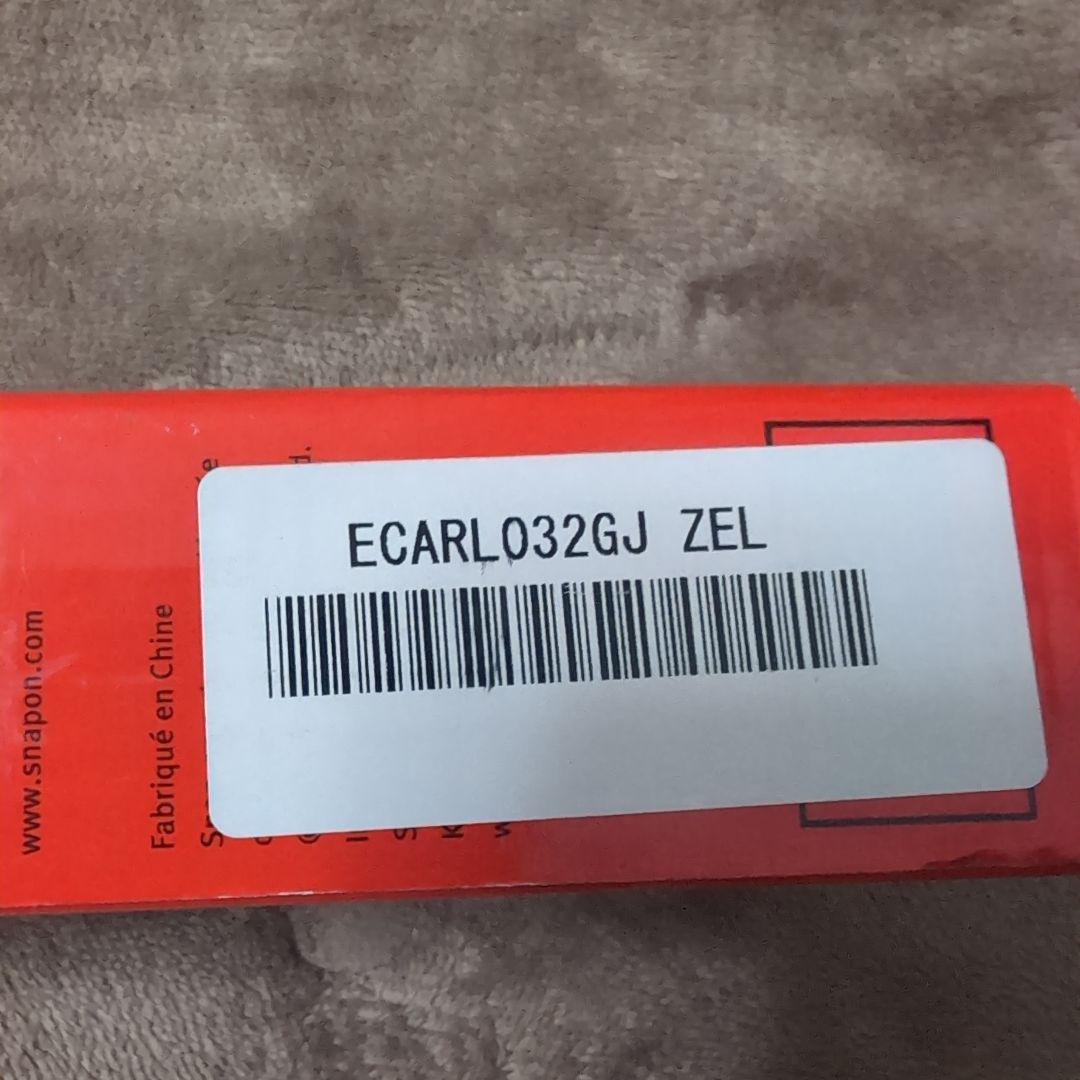 ECARL032GJ ZEL
www.snapon.com
Fabriqué en Chine